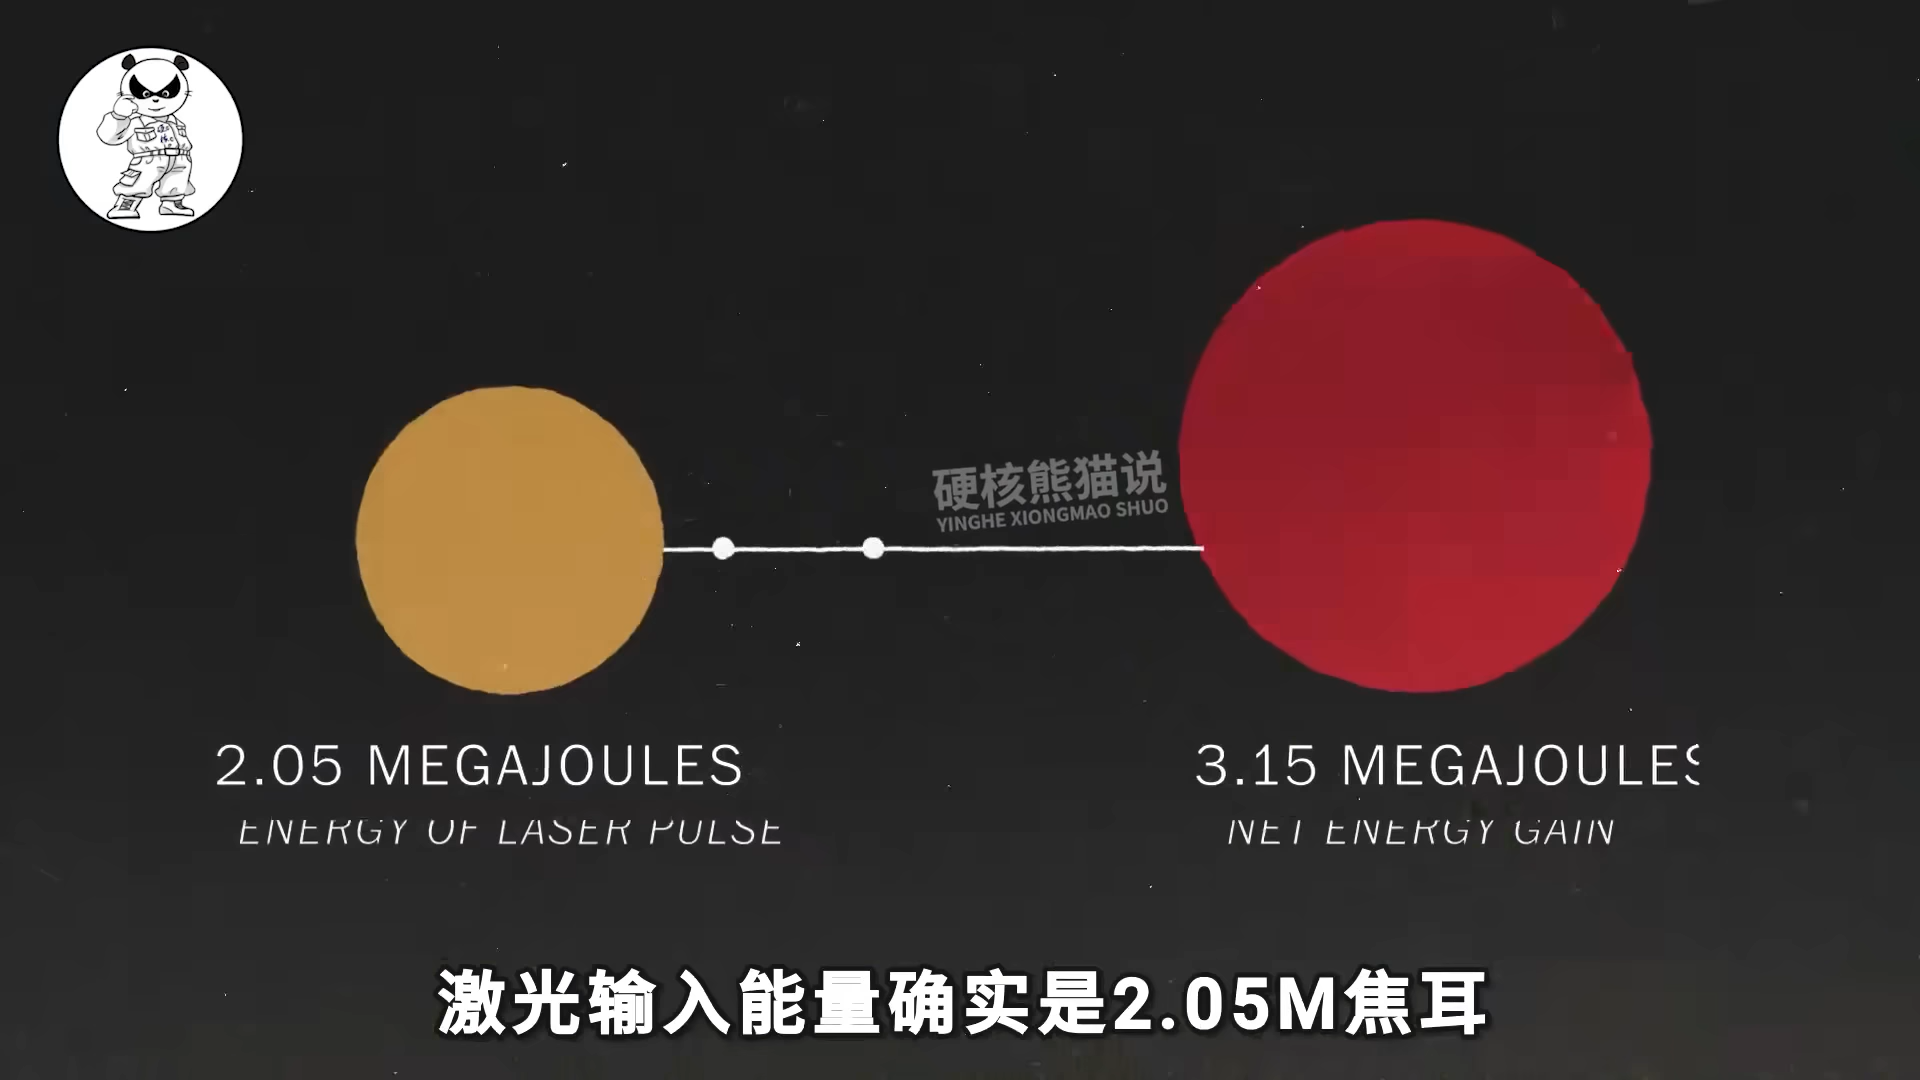 硬核熊猫说
YINGHE XIONGMAO SHUO
2.05 MEGAJOULES
3.15 MEGAJOULES
ENERGY OF LASER PULSE
NET ENERGY GAIN
激光输入能量确实是2.05M焦耳